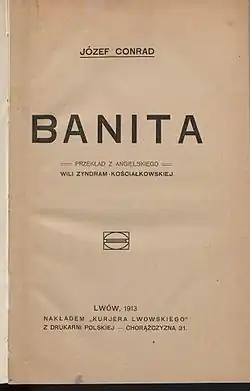 JÓZEF CONRAD
BANITA
PRZEKŁAD Z ANGIELSKIEGO
WILI ZYNDRAM-KOŚCIAŁKOWSKIEJ
LWÓW, 1913
NAKŁADEM „KURJERA LWOWSKIEGO"
Z DRUKARNI POLSKIEJ — CHORĄŻCZYZNA 31.